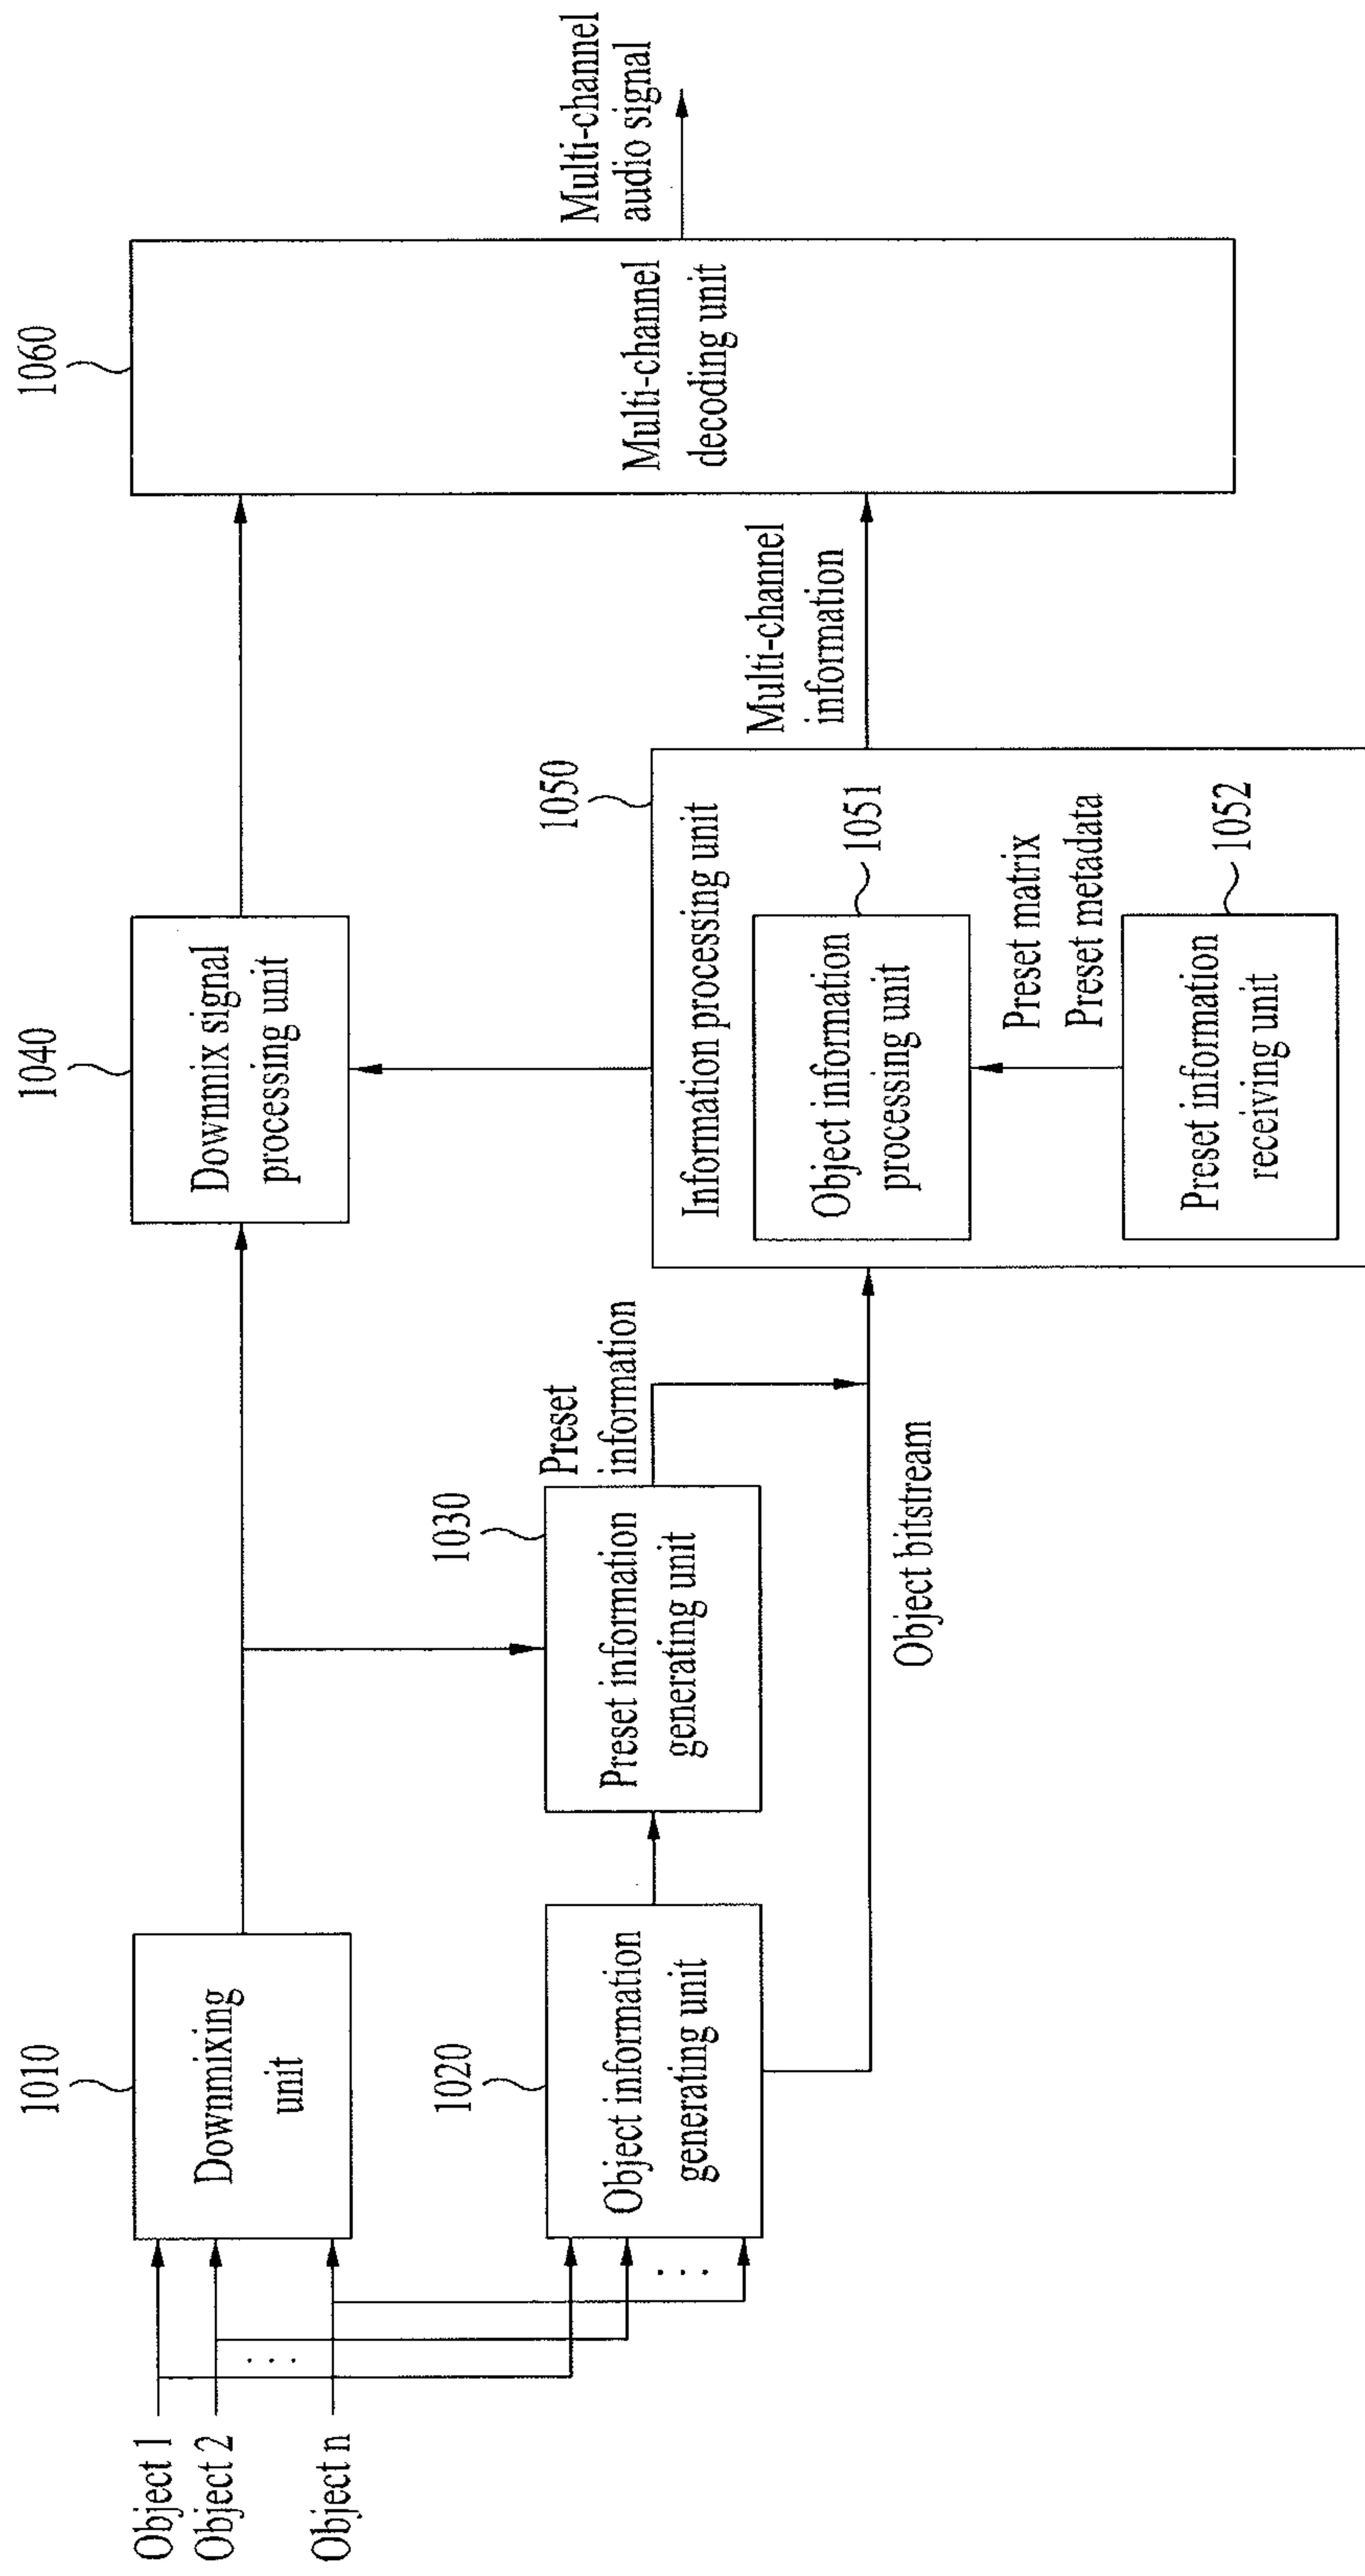 Object 1
Object 2
Object n
. . .
. . .
1010
Downmixing
unit
1020
Object information
generating unit
1030
Preset information
generating unit
Preset
information
Object bitstream
1040
Downmix signal
processing unit
1050
Information processing unit
Object information
processing unit
1051
Preset matrix
Preset metadata
Preset information
receiving unit
1052
Multi-channel
information
1060
Multi-channel
decoding unit
Multi-channel
audio signal